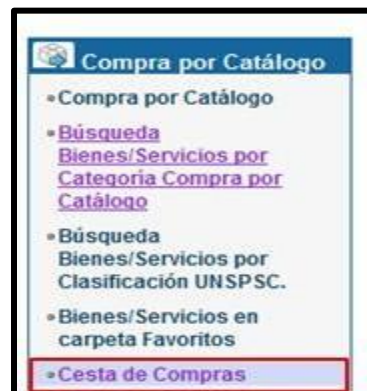 Compra por Catálogo
Compra por Catálogo
Búsqueda
Bienes/Servicios por
Categoría Compra por
Catálogo
Búsqueda
Bienes/Servicios por
Clasificación UNSPSC.
Bienes/Servicios en
carpeta Favoritos
Cesta de Compras